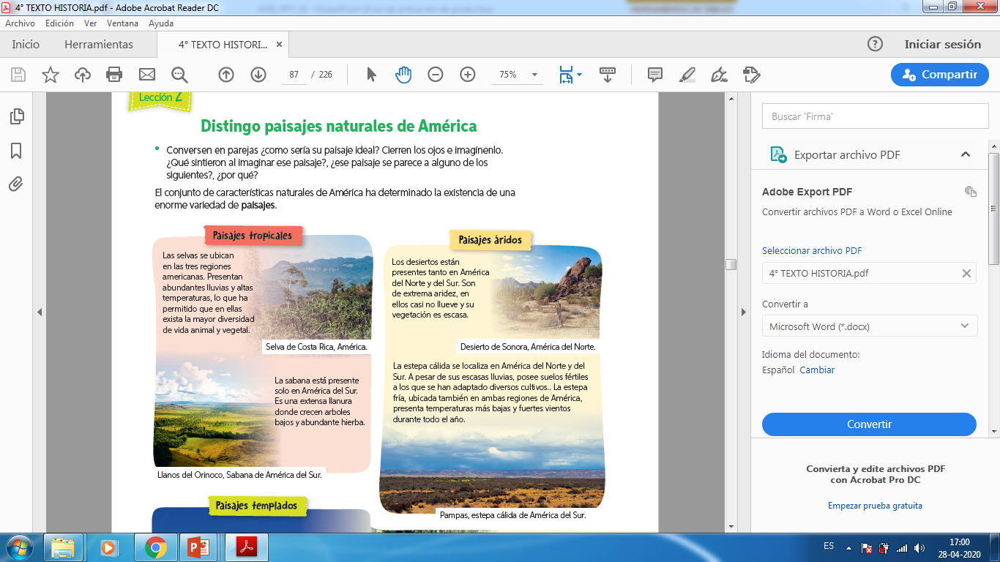 4° TEXTO HISTORIA.pdf - Adobe Acrobat Reader DC
Archivo Edición Ver Ventana Ayuda
Inicio Herramientas 4° TEXTO HISTORI... Iniciar sesión
87 / 226 75% Compartir
Lección 2
Distingo paisajes naturales de América
• Conversen en parejas ¿como sería su paisaje ideal? Cierren los ojos e imagínenlo.
¿Qué sintieron al imaginar ese paisaje?, ¿ese paisaje se parece a alguno de los
siguientes?, ¿por qué?
El conjunto de características naturales de América ha determinado la existencia de una
enorme variedad de paisajes.
Paisajes tropicales
Las selvas se ubican
en las tres regiones
americanas. Presentan
abundantes lluvias y altas
temperaturas, lo que ha
permitido que en ellas
exista la mayor diversidad
de vida animal y vegetal.
Selva de Costa Rica, América.
La sabana está presente
solo en América del Sur.
Es una extensa llanura
donde crecen arboles
bajos y abundante hierba.
Llanos del Orinoco, Sabana de América del Sur.
Paisajes áridos
Los desiertos están
presentes tanto en América
del Norte y del Sur. Son
de extrema aridez, en
ellos casi no llueve y su
vegetación es escasa.
Desierto de Sonora, América del Norte.
La estepa cálida se localiza en América del Norte y del
Sur. A pesar de sus escasas lluvias, posee suelos fértiles
a los que se han adaptado diversos cultivos.. La estepa
fría, ubicada también en ambas regiones de América,
presenta temperaturas más bajas y fuertes vientos
durante todo el año.
Pampas, estepa cálida de América del Sur.
Paisajes templados
Buscar 'Firma'
Exportar archivo PDF
Adobe Export PDF
Convertir archivos PDF a Word o Excel Online
Seleccionar archivo PDF
4° TEXTO HISTORIA.pdf
Convertir a
Microsoft Word (*.docx)
Idioma del documento:
Español Cambiar
Convertir
Convierta y edite archivos PDF
con Acrobat Pro DC
Empezar prueba gratuita
ES
17:00
28-04-2020